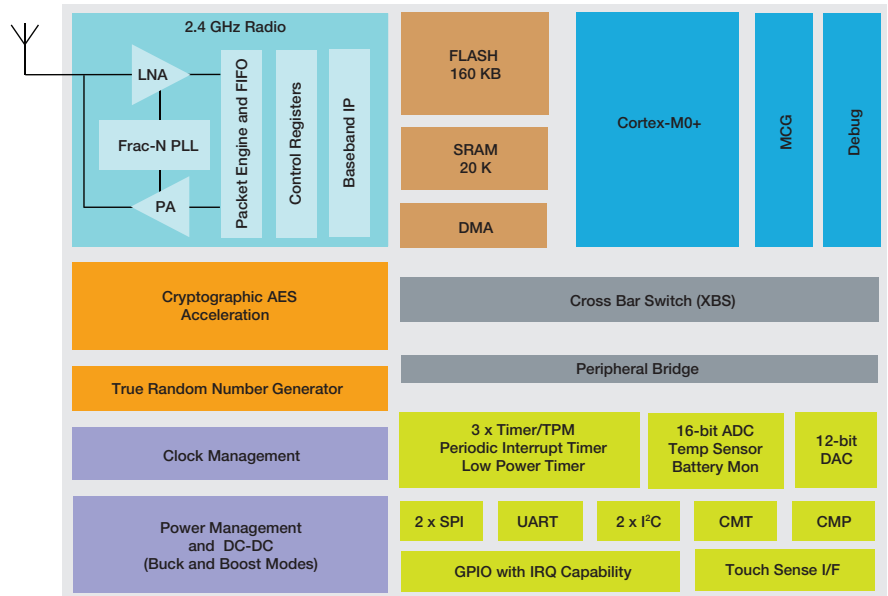 2.4 GHz Radio
LNA
Frac-N PLL
PA
Packet Engine and FIFO
Control Registers
Baseband IP
FLASH
160 KB
SRAM
20 K
DMA
Cortex-M0+
MCG
Debug
Cryptographic AES
Acceleration
Cross Bar Switch (XBS)
True Random Number Generator
Peripheral Bridge
Clock Management
3 x Timer/TPM
Periodic Interrupt Timer
Low Power Timer
16-bit ADC
Temp Sensor
Battery Mon
12-bit
DAC
Power Management
and DC-DC
(Buck and Boost Modes)
2 x SPI
UART
2 x I²C
CMT
CMP
GPIO with IRQ Capability
Touch Sense I/F